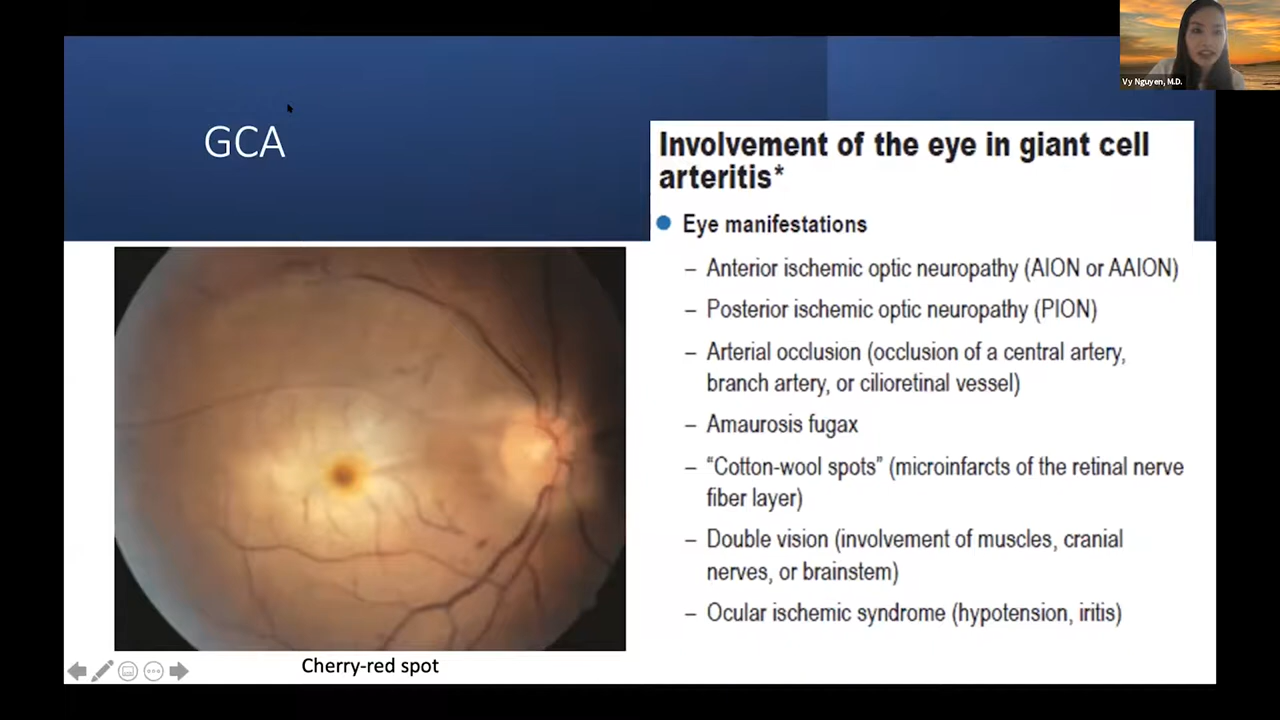 Vy Nguyen, M.D.
GCA
Involvement of the eye in giant cell
arteritis*
Eye manifestations
– Anterior ischemic optic neuropathy (AION or AAION)
– Posterior ischemic optic neuropathy (PION)
– Arterial occlusion (occlusion of a central artery,
branch artery, or cilioretinal vessel)
– Amaurosis fugax
– “Cotton-wool spots” (microinfarcts of the retinal nerve
fiber layer)
– Double vision (involvement of muscles, cranial
nerves, or brainstem)
– Ocular ischemic syndrome (hypotension, iritis)
Cherry-red spot